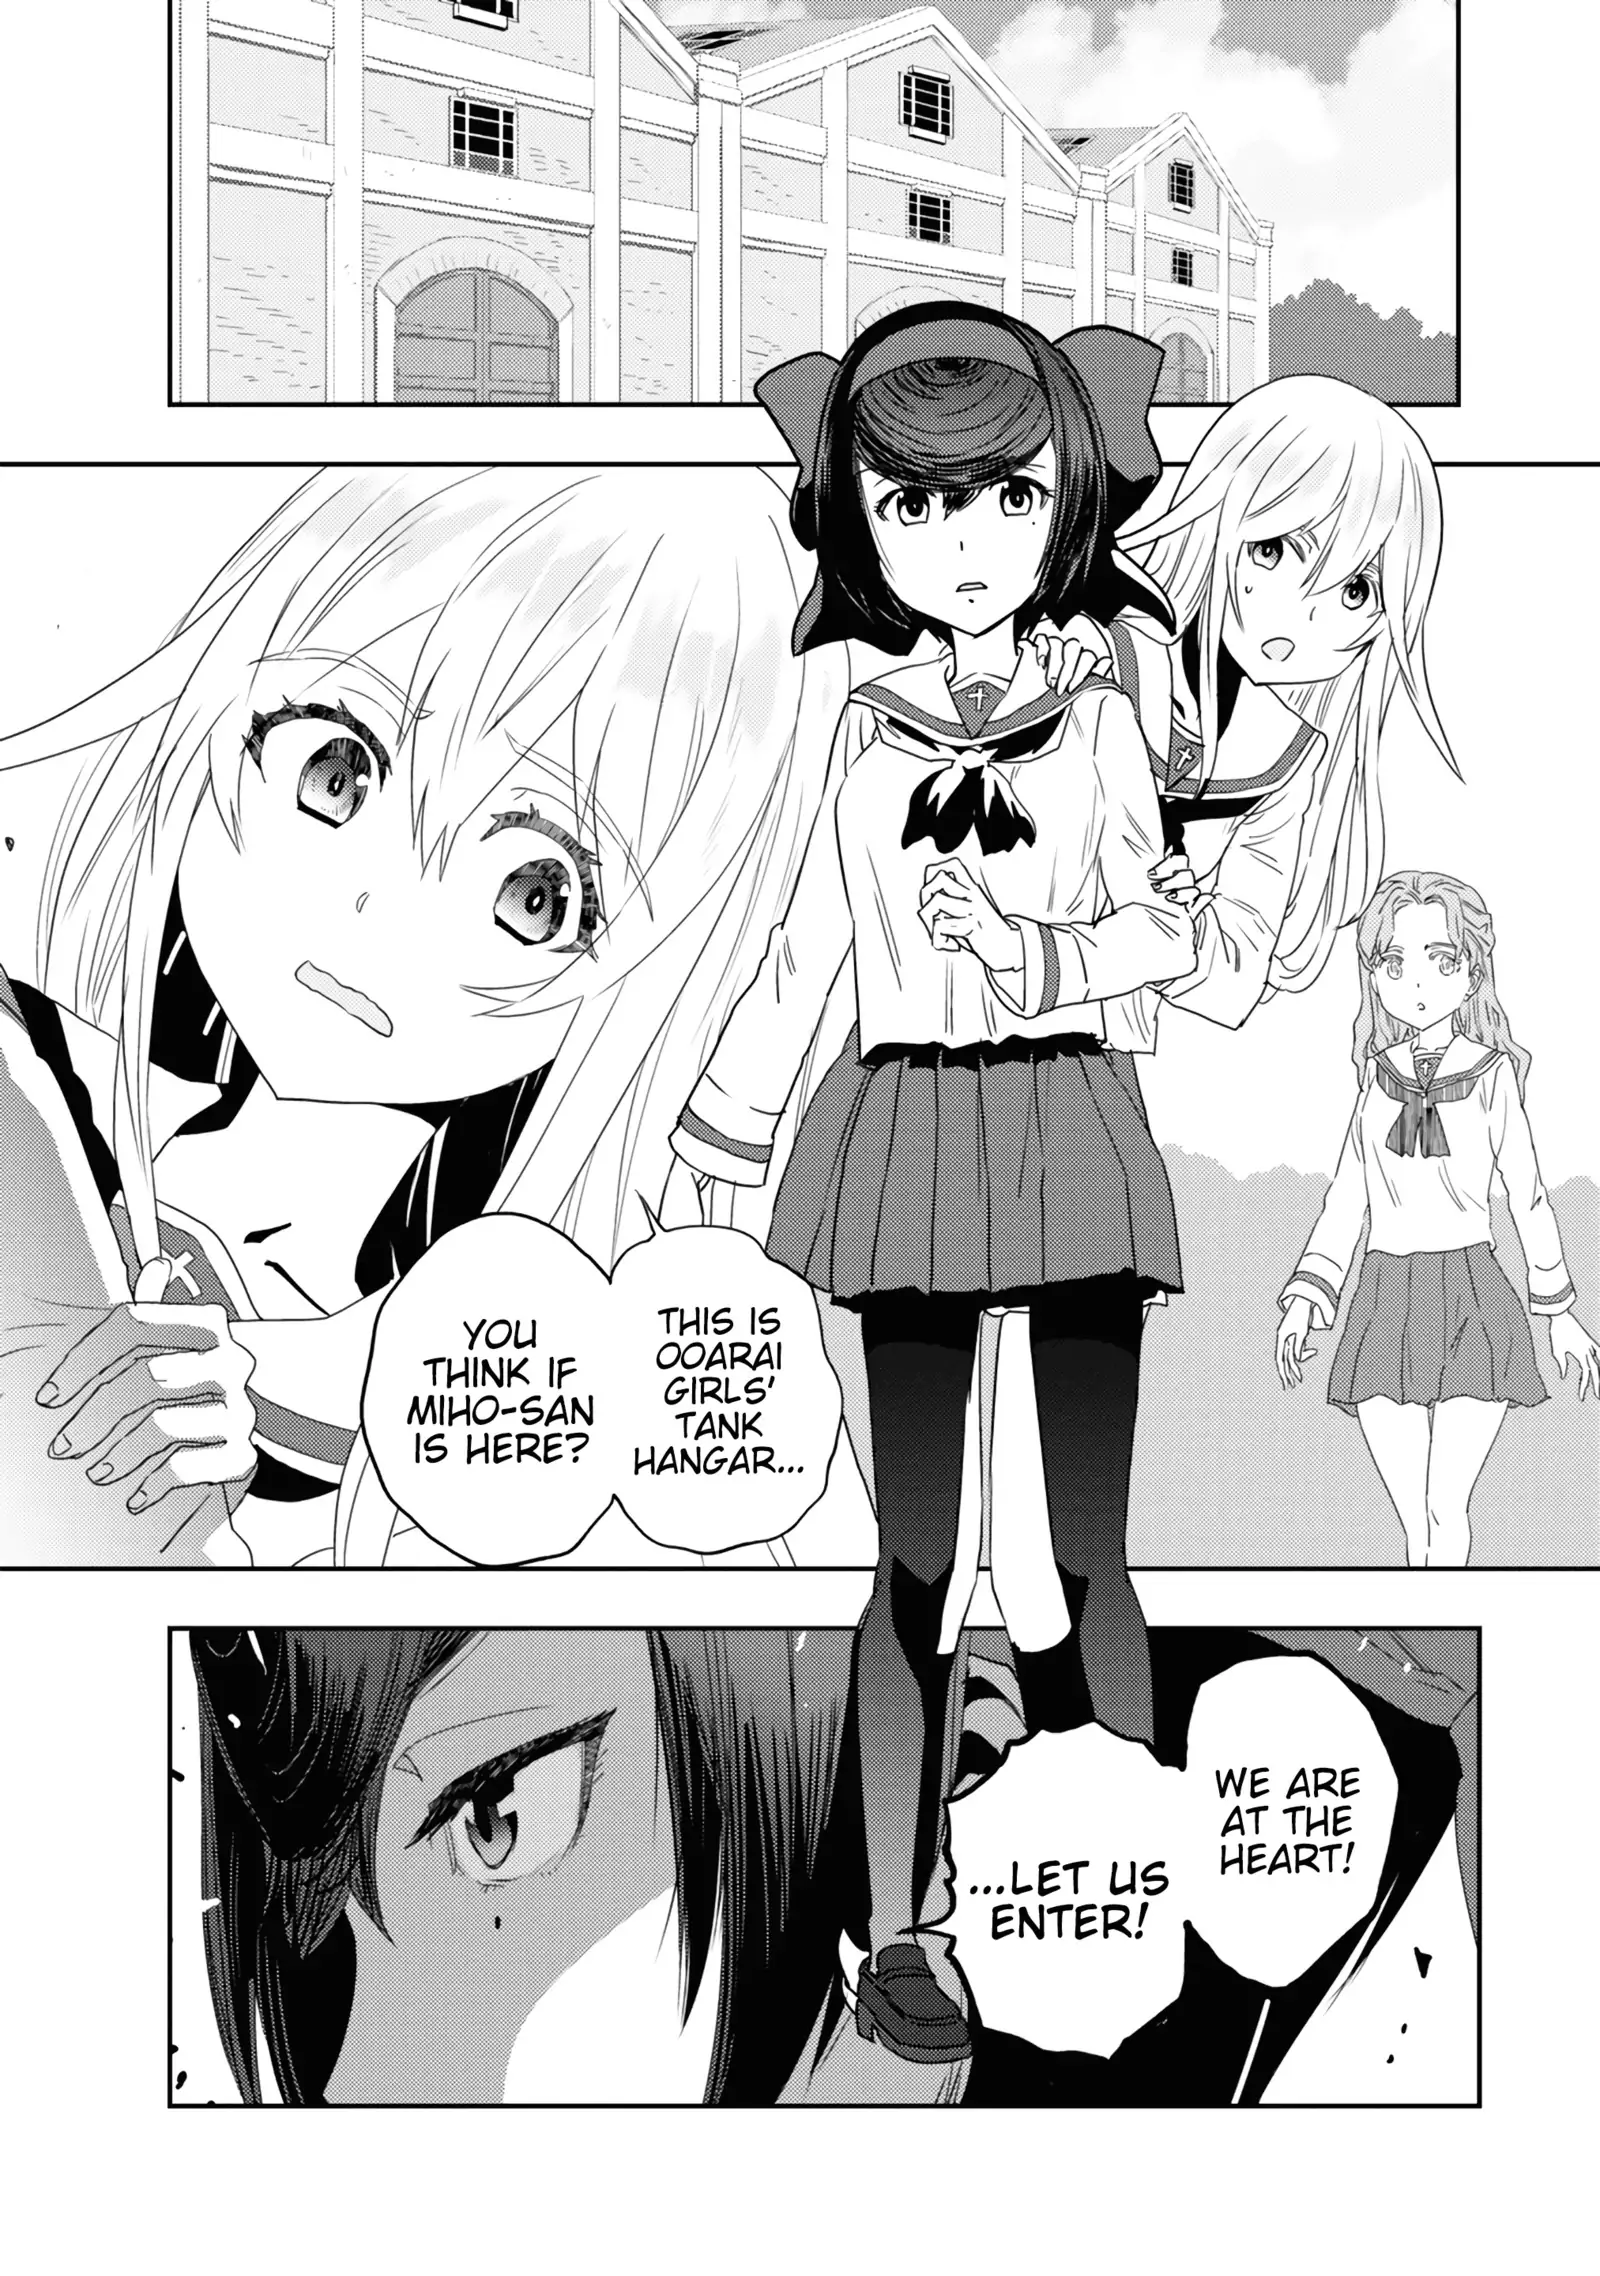 THIS IS
OOARAI
GIRLS'
TANK
HANGAR...
YOU
THINK IF
MIHO-SAN
IS HERE?
WE ARE
AT THE
HEART!
...LET US
ENTER!